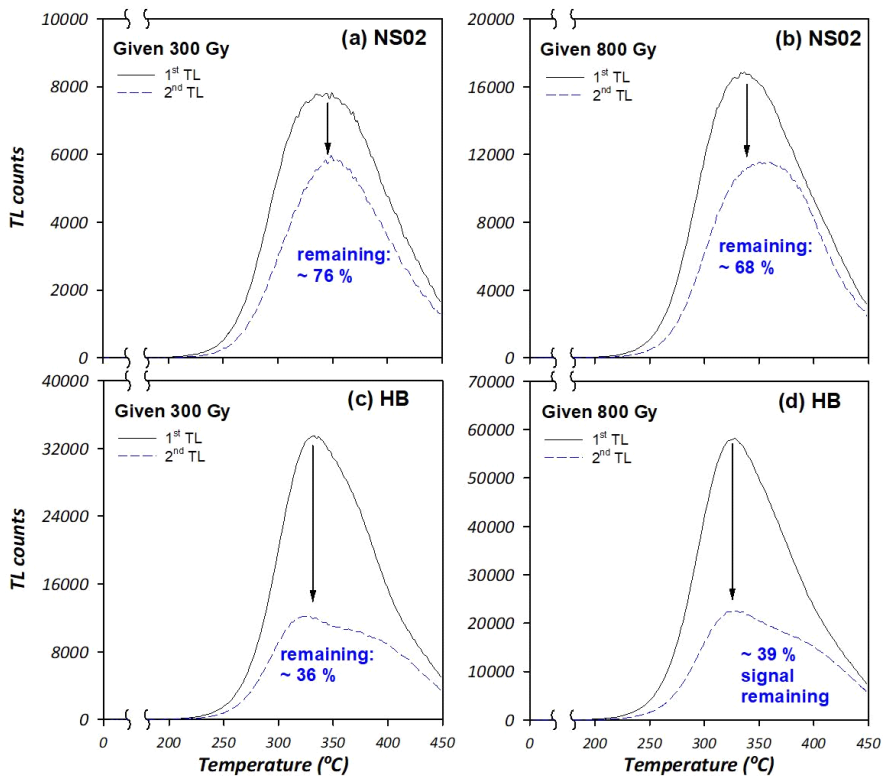 10000
8000
6000
4000
2000
0
TL counts
Given 300 Gy
(a) NS02
1st TL
2nd TL
remaining:
~ 76 %
20000
16000
12000
8000
4000
0
Given 800 Gy
(b) NS02
1st TL
2nd TL
remaining:
~ 68 %
40000
32000
24000
16000
8000
0
TL counts
Given 300 Gy
(c) HB
1st TL
2nd TL
remaining:
~ 36 %
0 200 250 300 350 400 450
Temperature (ºC)
70000
60000
50000
40000
30000
20000
10000
0
Given 800 Gy
(d) HB
1st TL
2nd TL
~ 39 %
signal
remaining
0 200 250 300 350 400 450
Temperature (ºC)